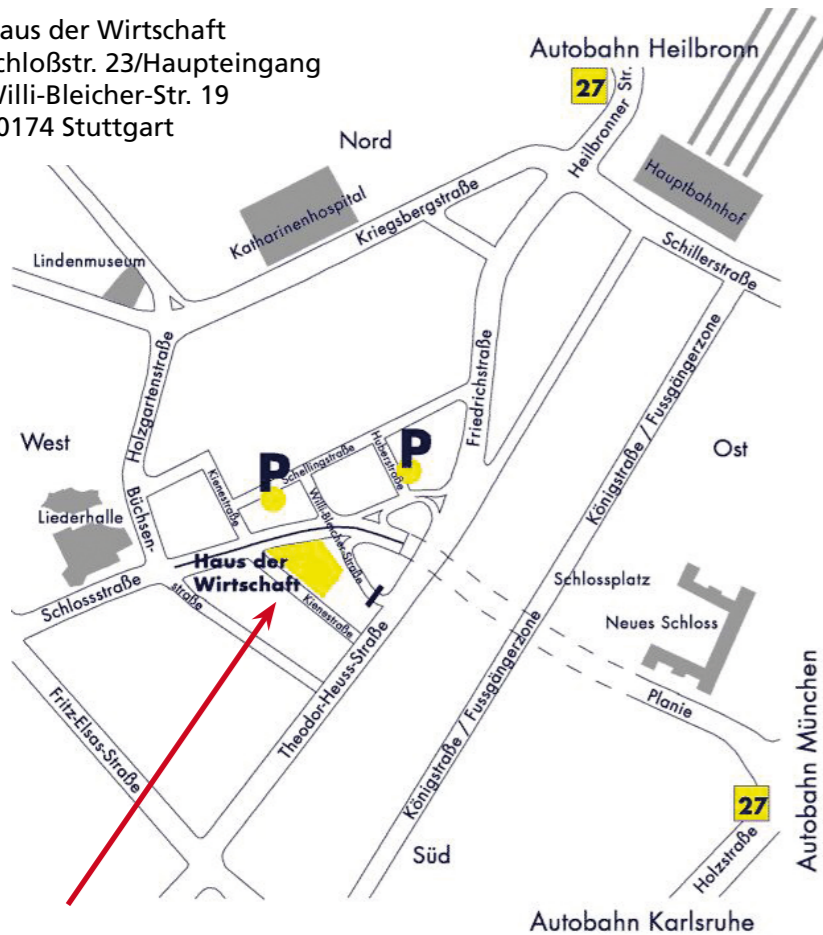 aus der Wirtschaft
chloßstr. 23/Haupteingang
Villi-Bleicher-Str. 19
0174 Stuttgart
Autobahn Heilbronn
27
Heilbronner Str.
Nord
Hauptbahnhof
Katharinenhospital
Kriegsbergstraße
Schillerstraße
Lindenmuseum
Holzgartenstraße
Friedrichstraße
Königstraße / Fussgängerzone
West
Ost
P
P
Schellingstraße
Huberstraße
Kienestraße
Willi-Bleicher-Straße
Büchsen-
Liederhalle
Haus der
Wirtschaft
Schlossplatz
Schlossstraße
straße
Kienestraße
Neues Schloss
Theodor-Heuss-Straße
Königstraße / Fussgängerzone
Planie
Fritz-Elsas-Straße
Autobahn München
27
Süd
Holzstraße
Autobahn Karlsruhe